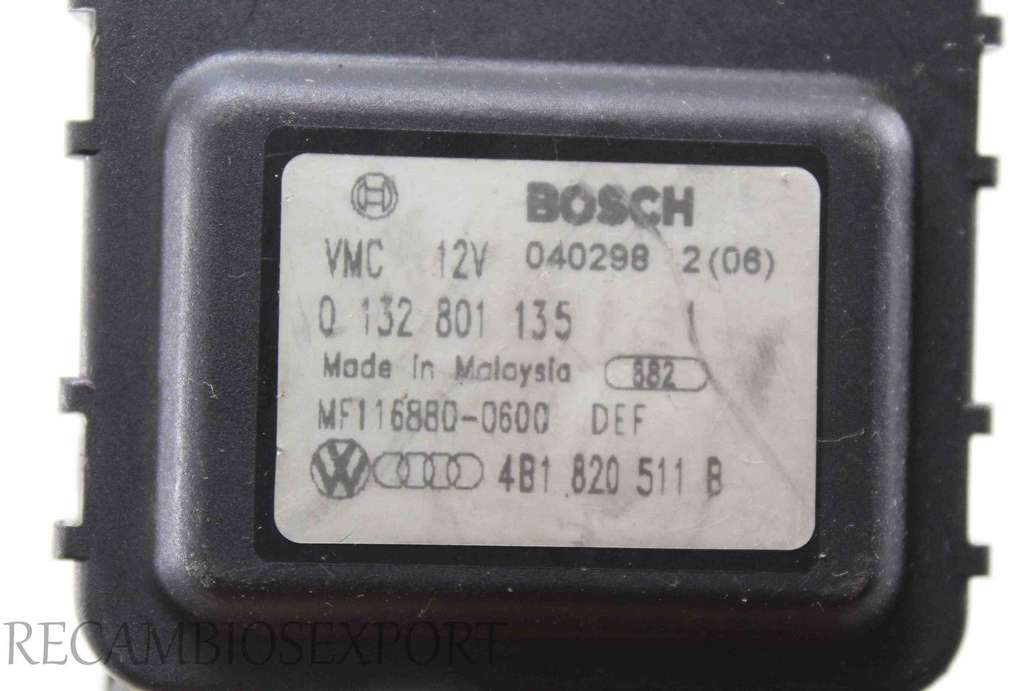 BOSCH
VMC 12V 040298 2(06)
0 132 801 135
Made in Malaysia 882
MF116880-0600 DEF
VW 4B1 820 511 B
RECAMBIOSEXPORT